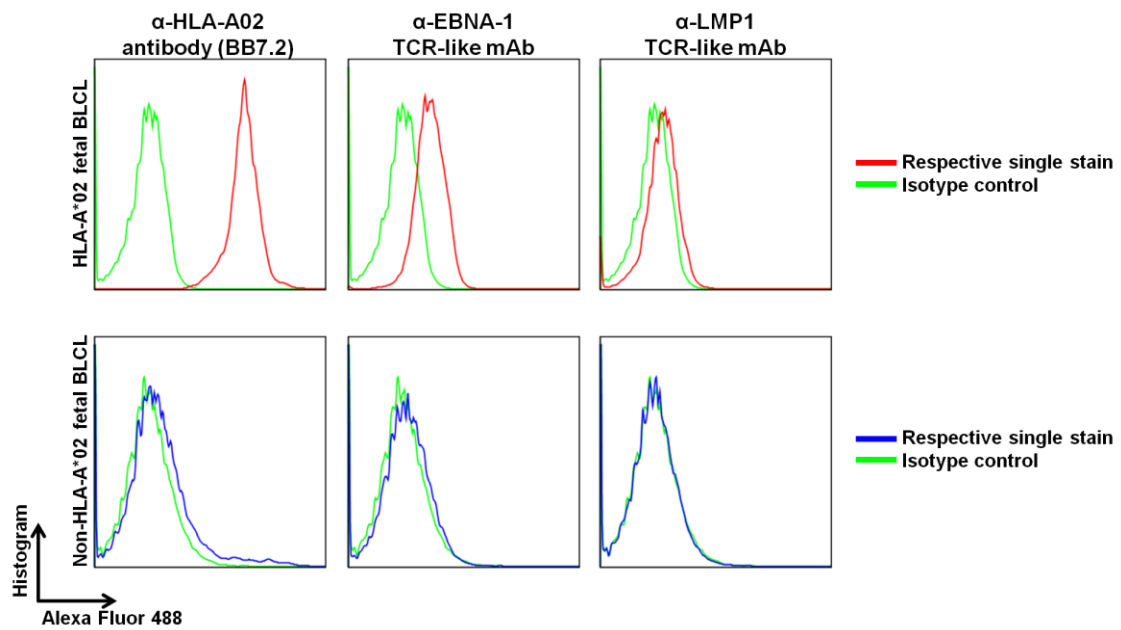 α-HLA-A02
antibody (BB7.2)
α-EBNA-1
TCR-like mAb
α-LMP1
TCR-like mAb
HLA-A*02 fetal BLCL
Respective single stain
Isotype control
Non-HLA-A*02 fetal BLCL
Respective single stain
Isotype control
Histogram
Alexa Fluor 488